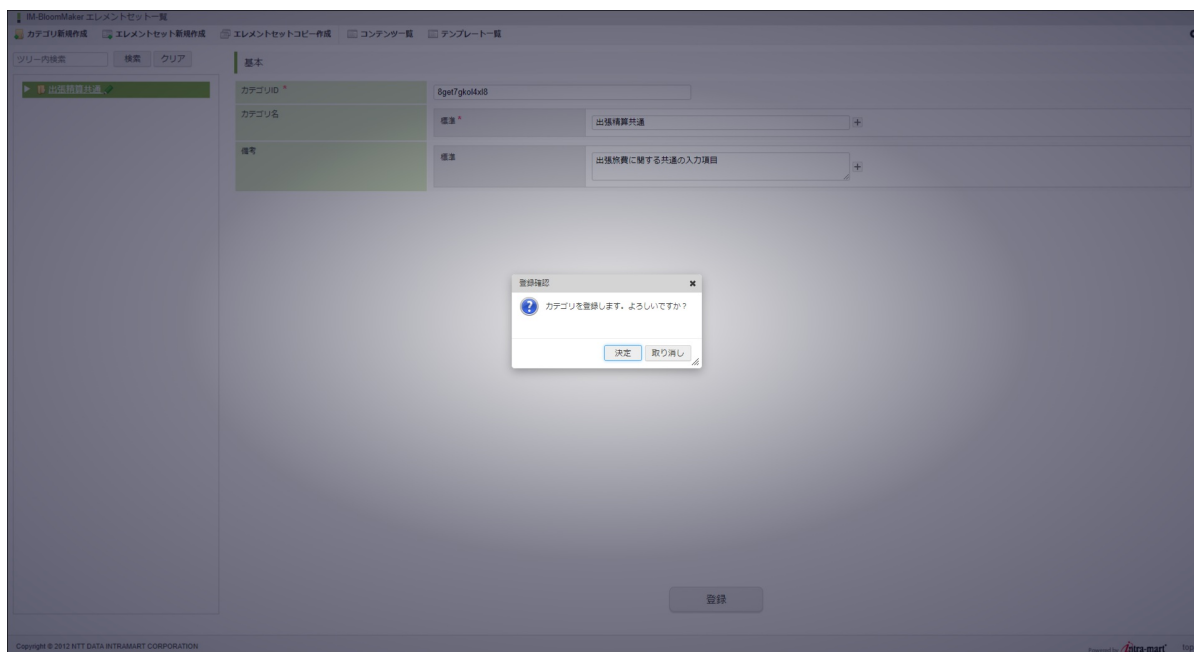 IM-BloomMaker エレメントセット一覧
カテゴリ新規作成 エレメントセット新規作成 エレメントセットコピー作成 コンテンツ一覧 テンプレート一覧
ツリー内検索 検索 クリア
基本
出張精算共通
カテゴリID *
8get7gkol4xl8
カテゴリ名
標準 *
出張精算共通
備考
標準
出張旅費に関する共通の入力項目
登録確認
カテゴリを登録します。よろしいですか?
決定 取り消し
登録
Copyright © 2012 NTT DATA INTRAMART CORPORATION
Powered by intra-mart top